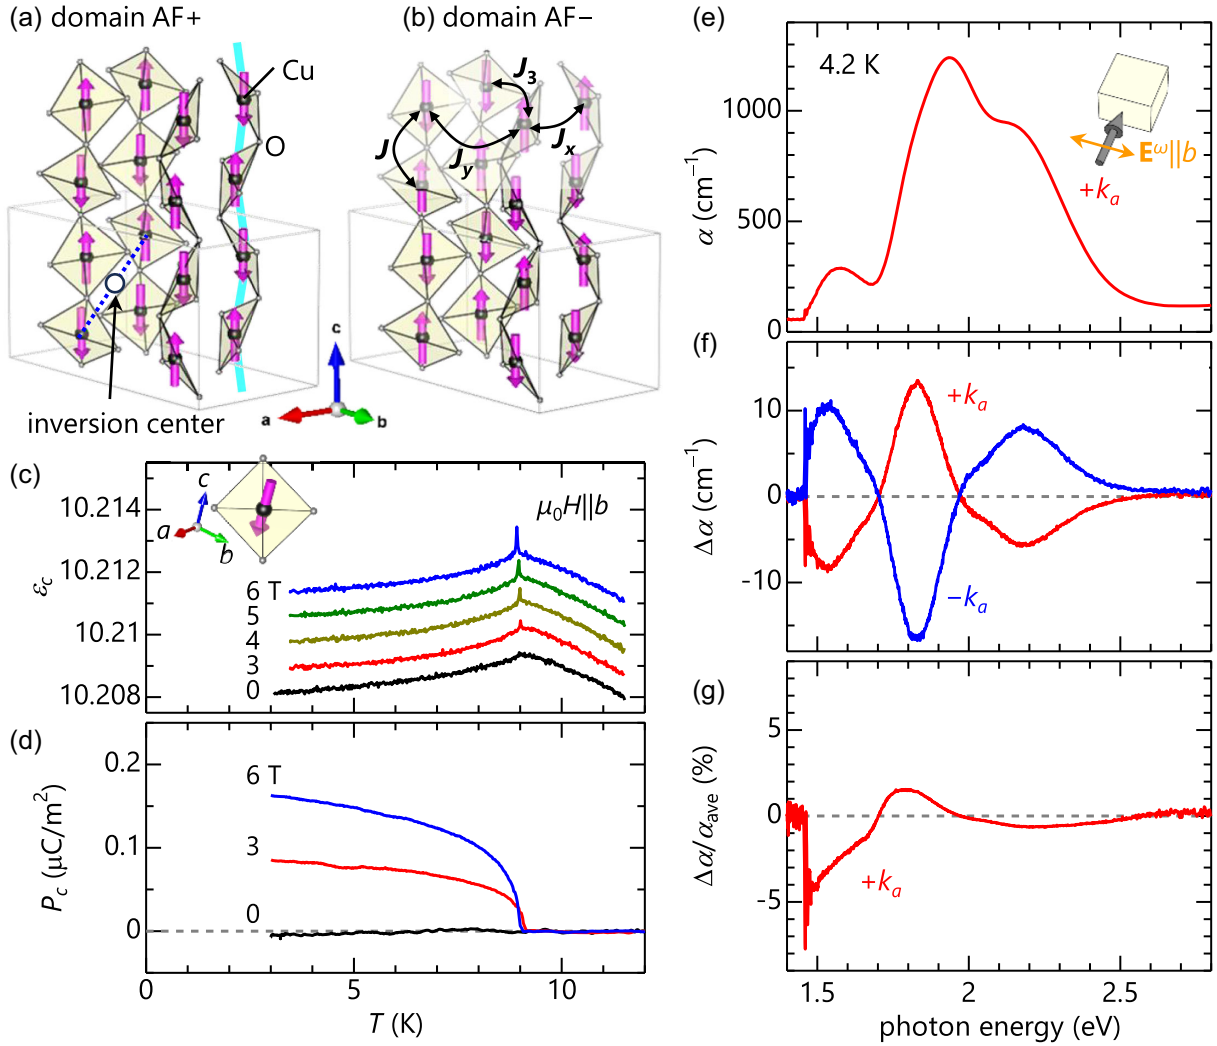 (a) domain AF+
Cu
O
inversion center
(b) domain AF−
J
J3
Jy
Jx
c
a
b
(c)
εc
10.214
10.212
10.21
10.208
c
a
b
μ0H||b
6 T
5
4
3
0
(d)
Pc (μC/m²)
0.2
0.1
0
6 T
3
0
0
5
10
T (K)
(e)
α (cm⁻¹)
1000
500
0
4.2 K
Eω||b
+ka
(f)
Δα (cm⁻¹)
10
0
-10
+ka
−ka
(g)
Δα/αave (%)
5
0
-5
+ka
1.5
2
2.5
photon energy (eV)